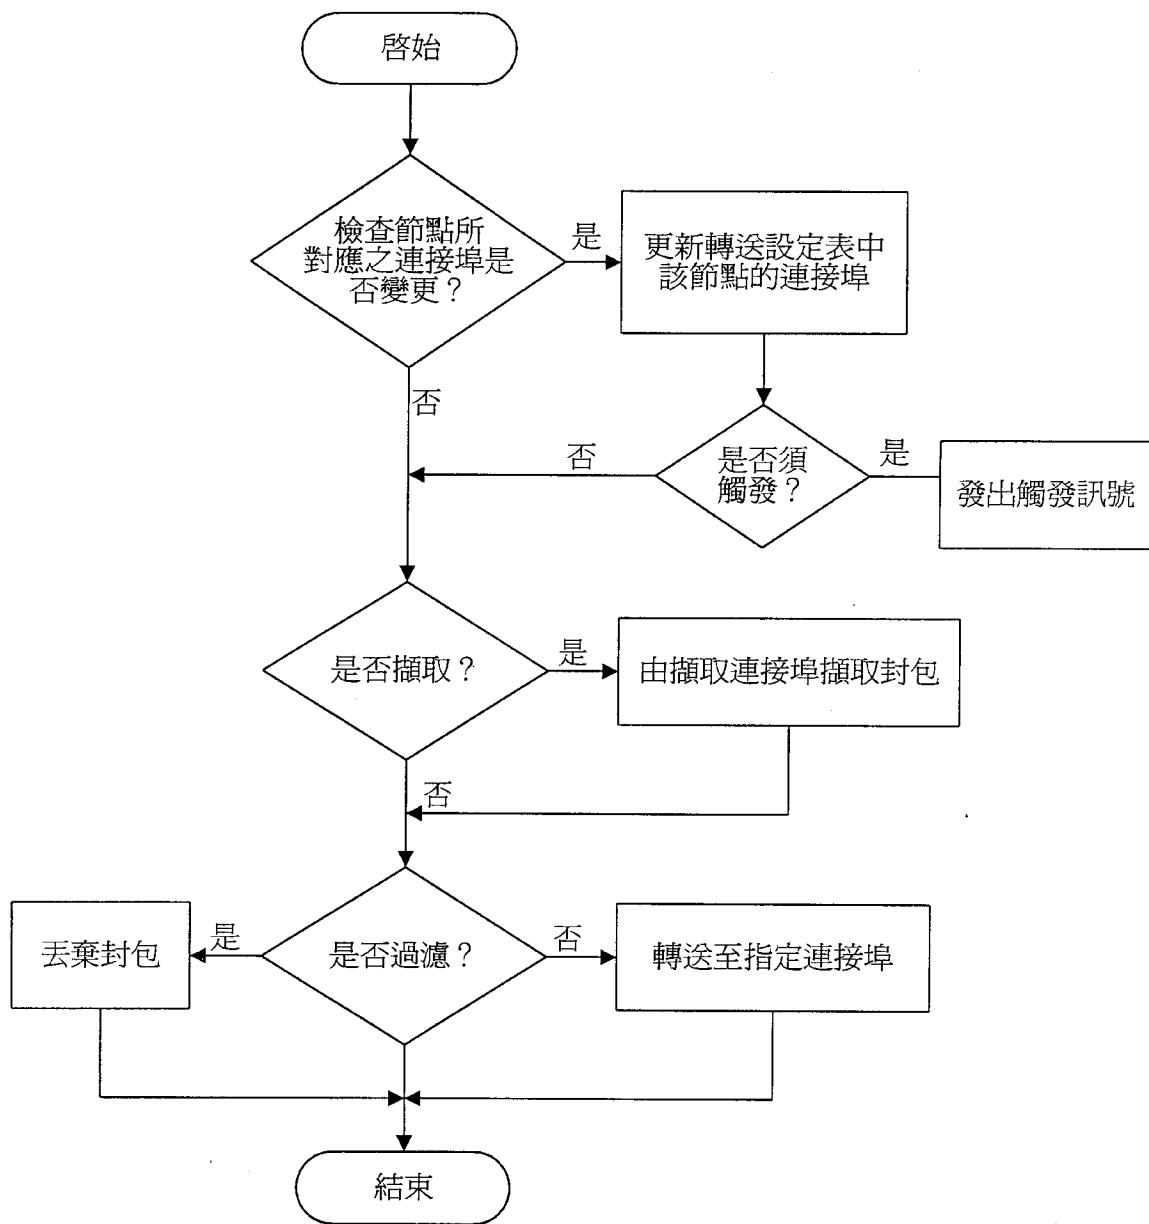 啓始
檢查節點所
對應之連接埠是
否變更？
是
更新轉送設定表中
該節點的連接埠
否
否
是否須
觸發？
是
發出觸發訊號
是否擷取？
是
由擷取連接埠擷取封包
否
丟棄封包
是
是否過濾？
否
轉送至指定連接埠
結束